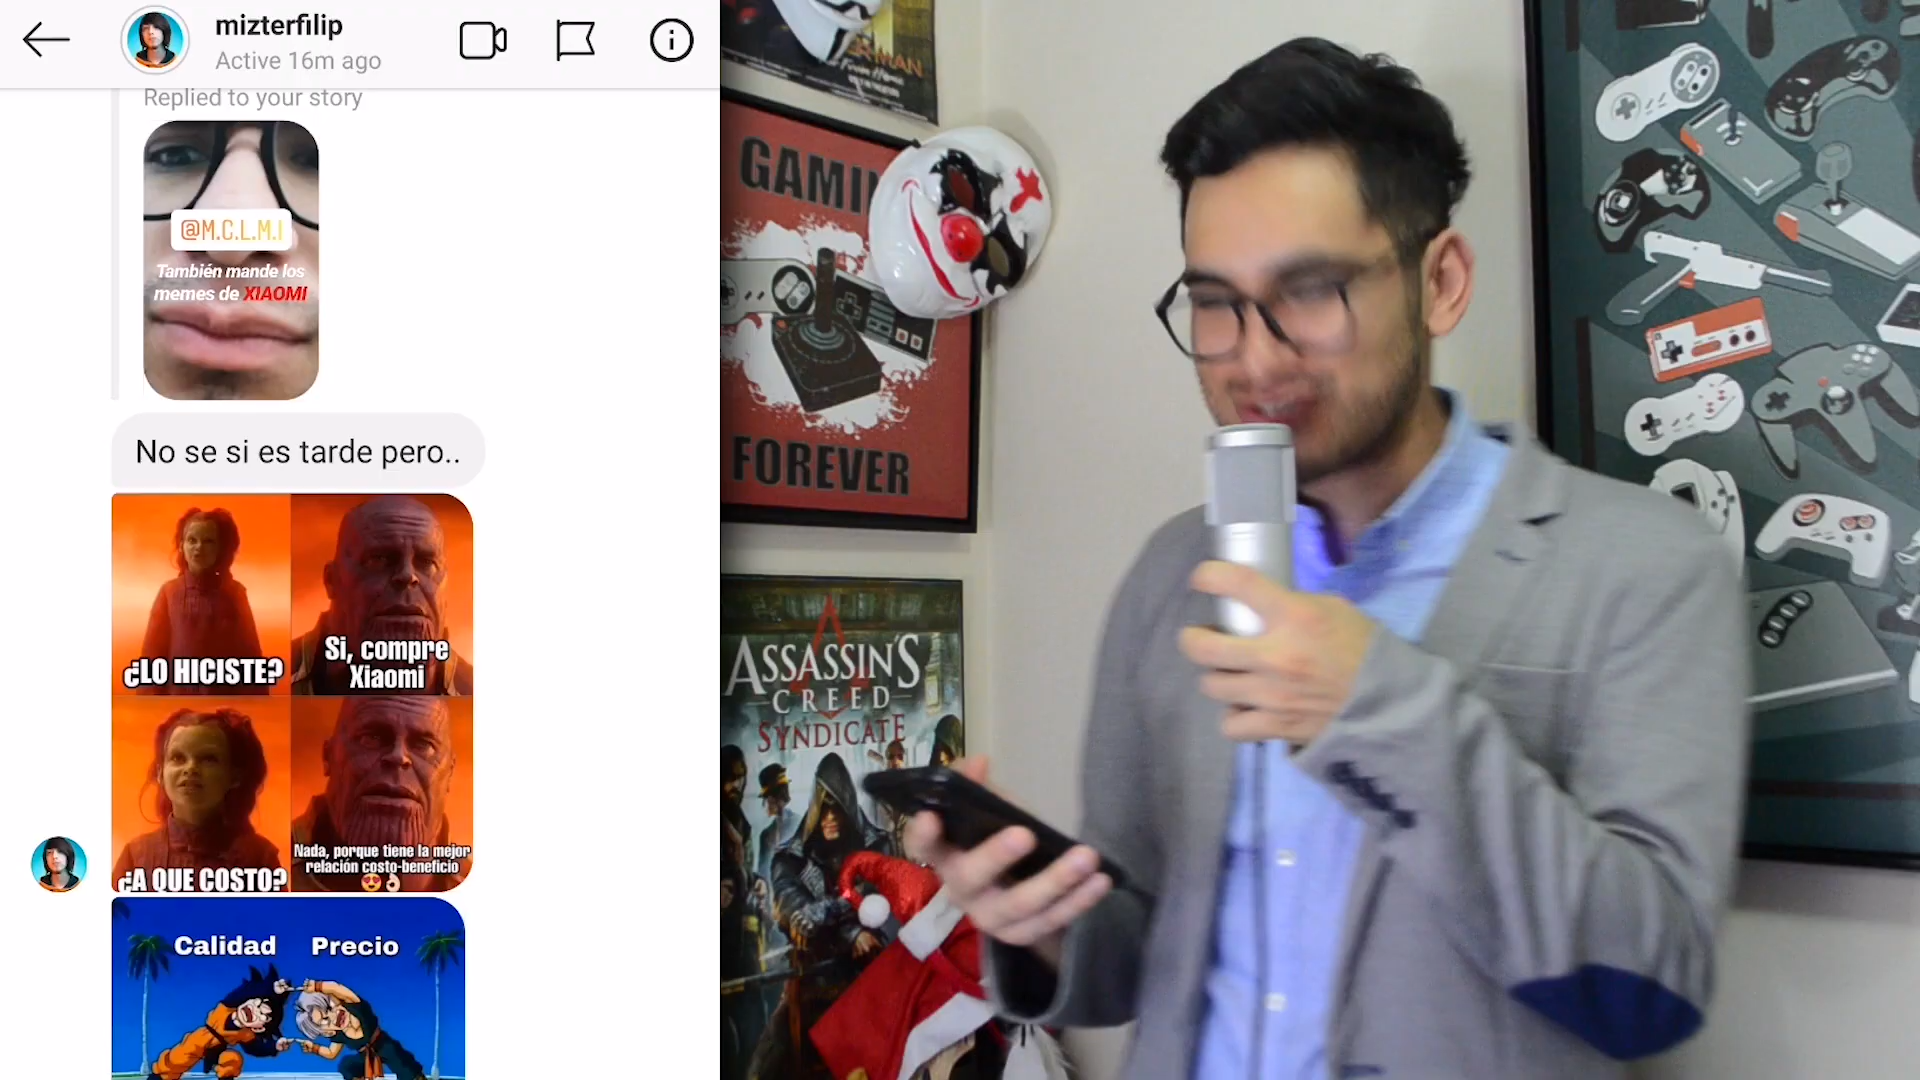 mizterfilip
Active 16m ago
Replied to your story
@M.C.L.M.I
También mande los
memes de XIAOMI
No se si es tarde pero..
¿LO HICISTE?
Si, compre
Xiaomi
¿A QUE COSTO?
Nada, porque tiene la mejor
relación costo-beneficio
Calidad Precio
GAMI
FOREVER
ASSASSIN'S
CREED
SYNDICATE